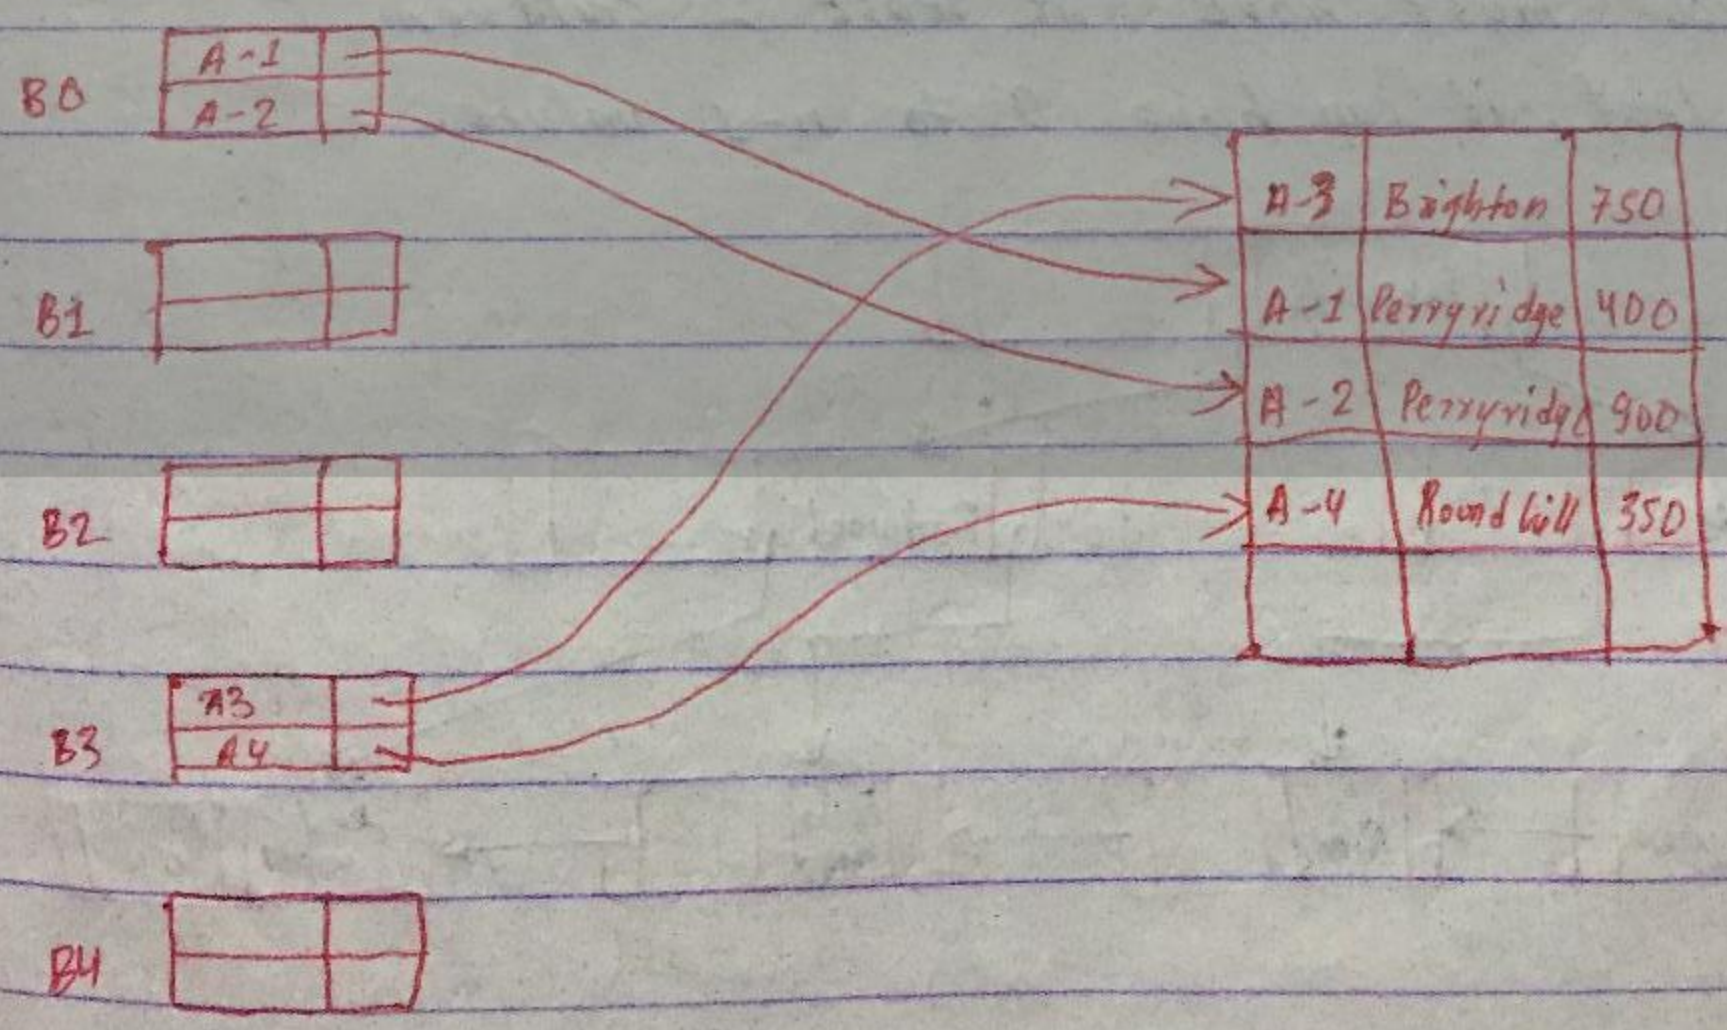 B0
A-1
A-2
B1
B2
B3
A3
A4
B4
A-3 Brighton 750
A-1 Perryridge 400
A-2 Perryridge 900
A-4 Round hill 350